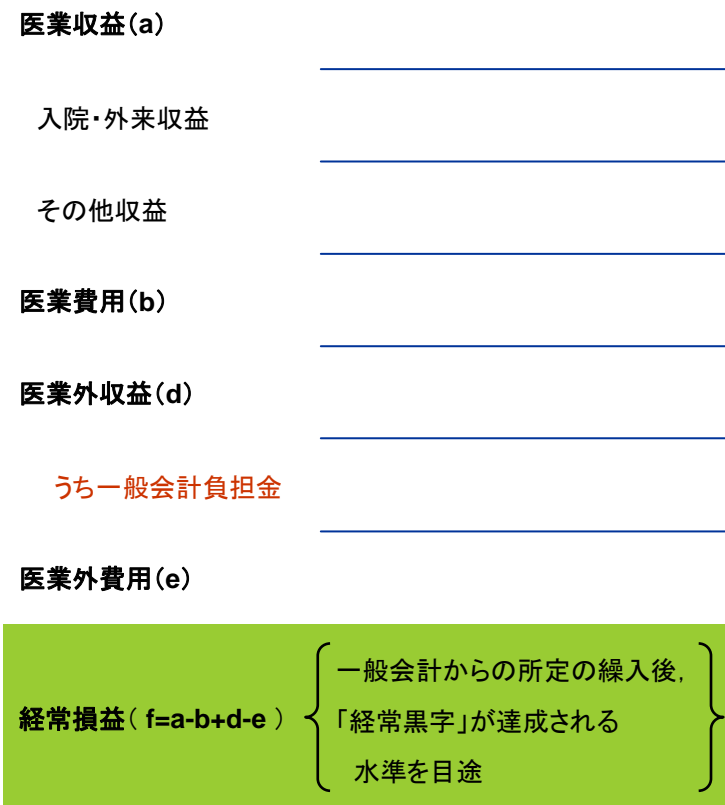 医業収益（a）
入院・外来収益
その他収益
医業費用（b）
医業外収益（d）
うち一般会計負担金
医業外費用（e）
経常損益（ f=a-b+d-e ）
一般会計からの所定の繰入後，
「経常黒字」が達成される
水準を目途